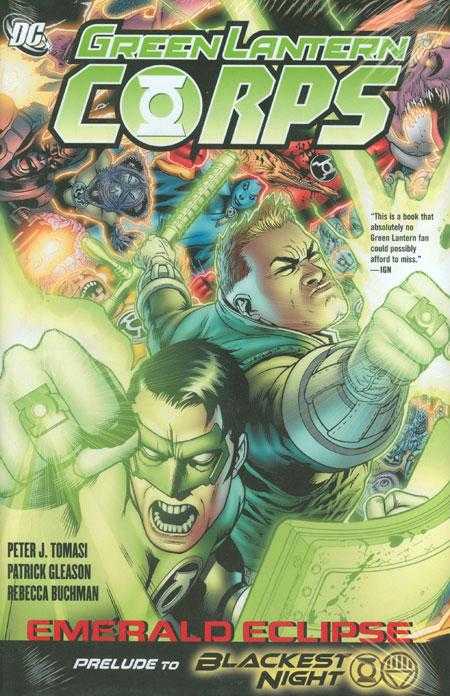 DC
GREEN LANTERN
CORPS
"This is a book that
absolutely no
Green Lantern fan
could possibly
afford to miss."
—IGN
PETER J. TOMASI
PATRICK GLEASON
REBECCA BUCHMAN
EMERALD ECLIPSE
PRELUDE TO BLACKEST
NIGHT